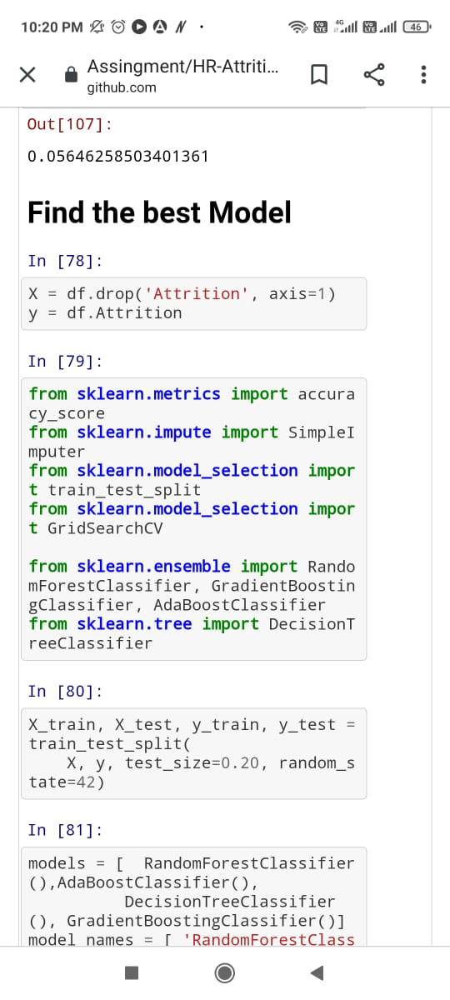 10:20 PM
4G
46
Assingment/HR-Attriti...
github.com
Out[107]:
0.05646258503401361
Find the best Model
In [78]:
X = df.drop('Attrition', axis=1)
y = df.Attrition
In [79]:
from sklearn.metrics import accura
cy_score
from sklearn.impute import SimpleI
mputer
from sklearn.model_selection impor
t train_test_split
from sklearn.model_selection impor
t GridSearchCV
from sklearn.ensemble import Rando
mForestClassifier, GradientBoostin
gClassifier, AdaBoostClassifier
from sklearn.tree import DecisionT
reeClassifier
In [80]:
X_train, X_test, y_train, y_test =
train_test_split(
    X, y, test_size=0.20, random_s
tate=42)
In [81]:
models = [  RandomForestClassifier
(),AdaBoostClassifier(),
          DecisionTreeClassifier
(), GradientBoostingClassifier()]
model_names = [ 'RandomForestClass